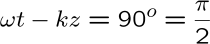 ωt − kz = 90° = π/2